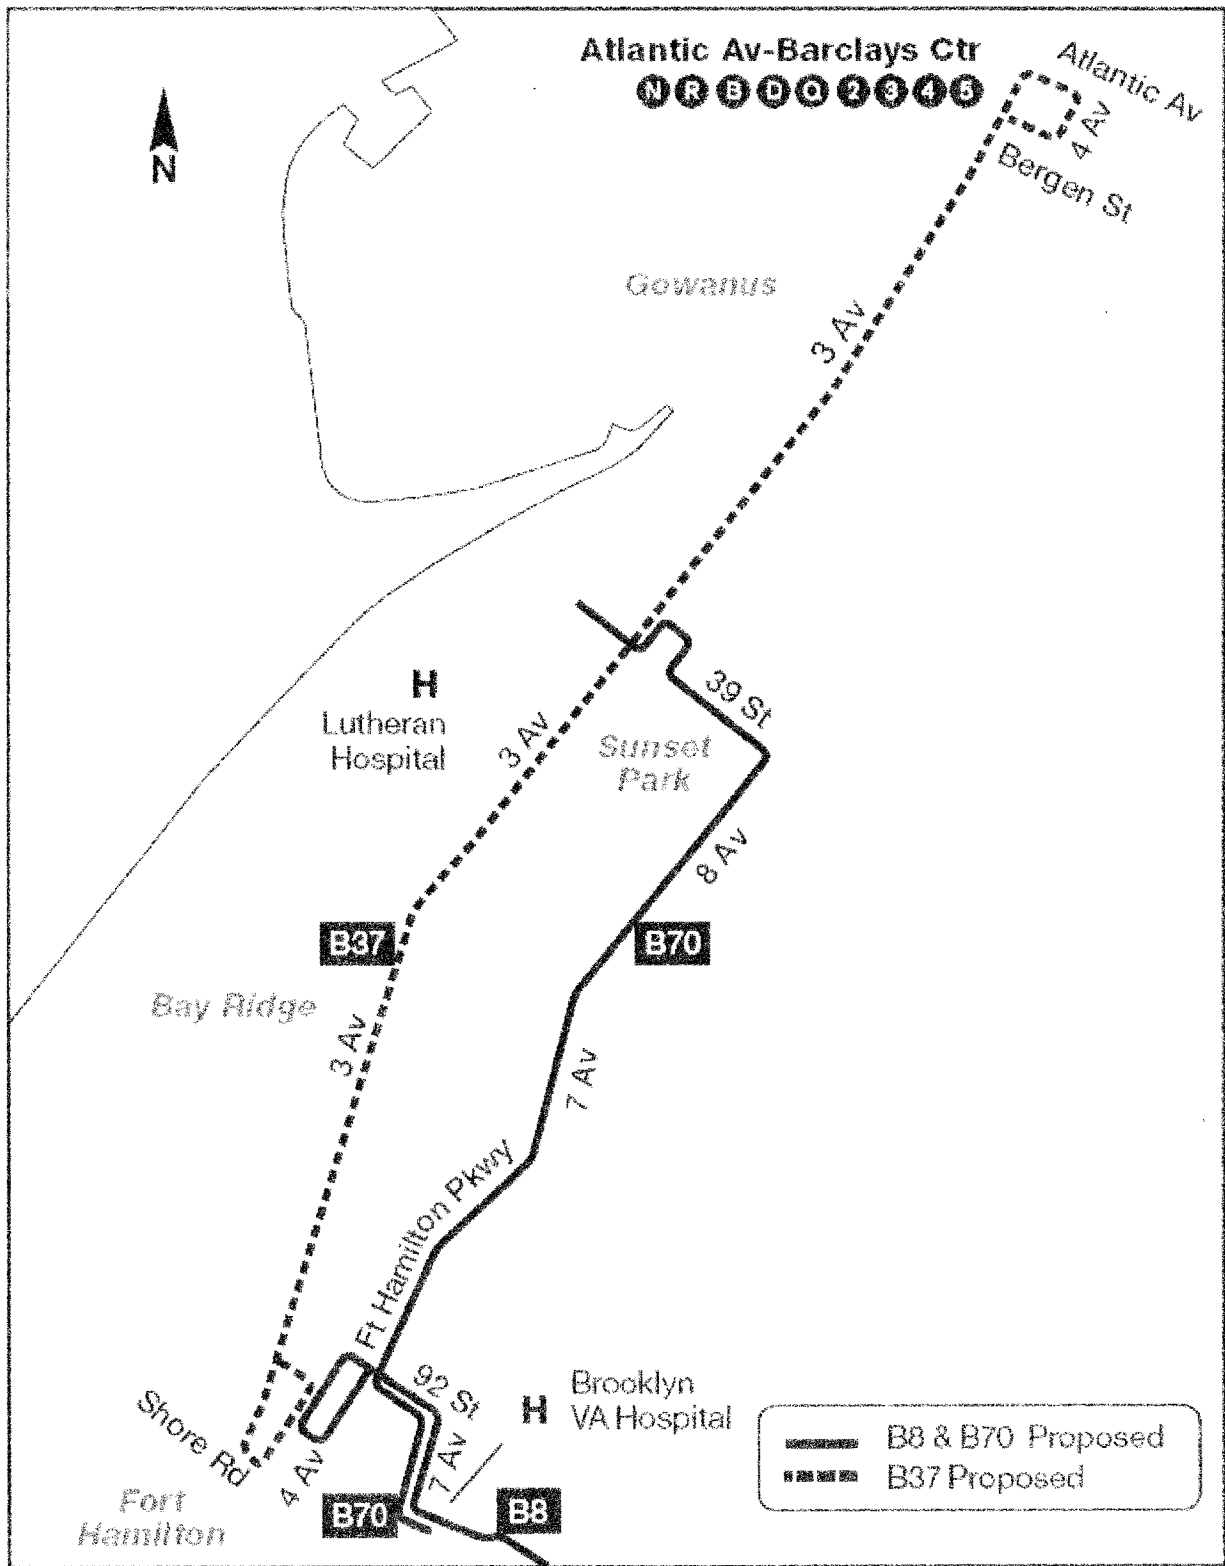 Atlantic Av-Barclays Ctr
N R B D Q 2 3 4 5
Atlantic Av
4 Av
Bergen St
N
Gowanus
3 Av
H
Lutheran
Hospital
3 Av
39 St
Sunset
Park
8 Av
B37
B70
Bay Ridge
3 Av
7 Av
Ft Hamilton Pkwy
92 St
H
Brooklyn
VA Hospital
Shore Rd
4 Av
7 Av
Fort
Hamilton
B70
B8
B8 & B70 Proposed
B37 Proposed